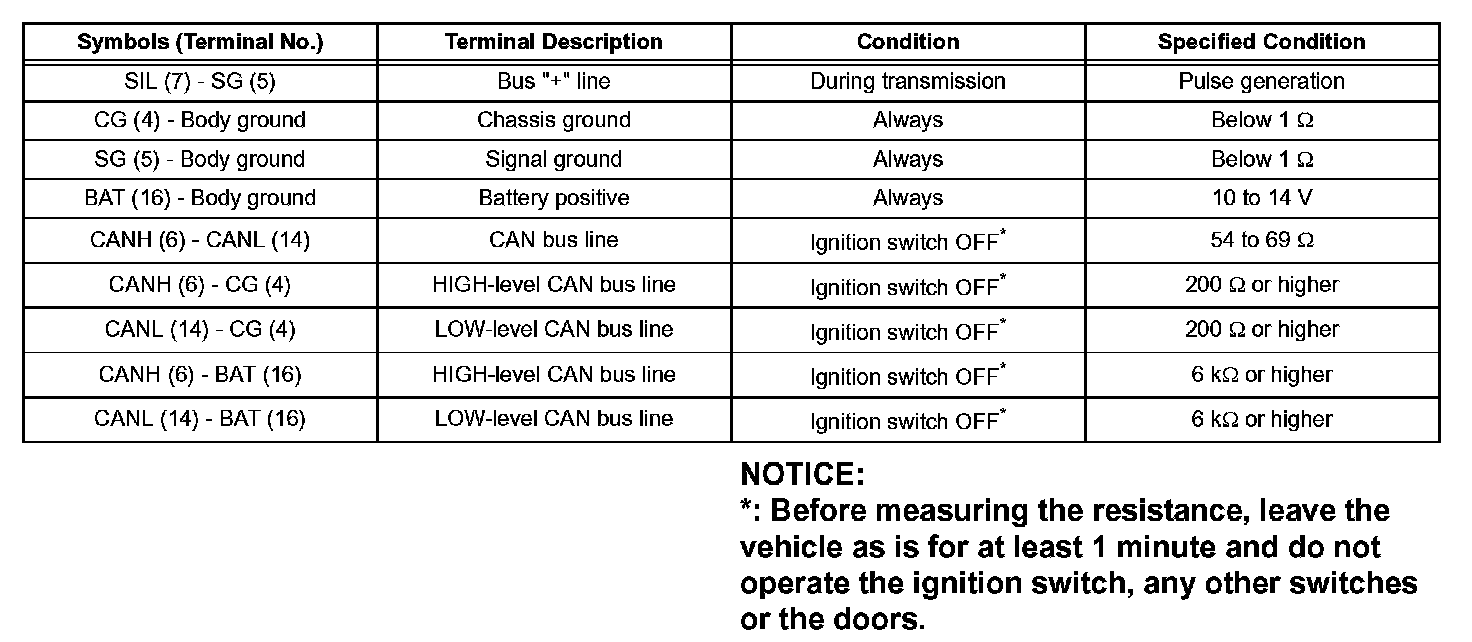 Symbols (Terminal No.) Terminal Description Condition Specified Condition
SIL (7) - SG (5) Bus "+" line During transmission Pulse generation
CG (4) - Body ground Chassis ground Always Below 1 Ω
SG (5) - Body ground Signal ground Always Below 1 Ω
BAT (16) - Body ground Battery positive Always 10 to 14 V
CANH (6) - CANL (14) CAN bus line Ignition switch OFF* 54 to 69 Ω
CANH (6) - CG (4) HIGH-level CAN bus line Ignition switch OFF* 200 Ω or higher
CANL (14) - CG (4) LOW-level CAN bus line Ignition switch OFF* 200 Ω or higher
CANH (6) - BAT (16) HIGH-level CAN bus line Ignition switch OFF* 6 kΩ or higher
CANL (14) - BAT (16) LOW-level CAN bus line Ignition switch OFF* 6 kΩ or higher
NOTICE:
*: Before measuring the resistance, leave the
vehicle as is for at least 1 minute and do not
operate the ignition switch, any other switches
or the doors.